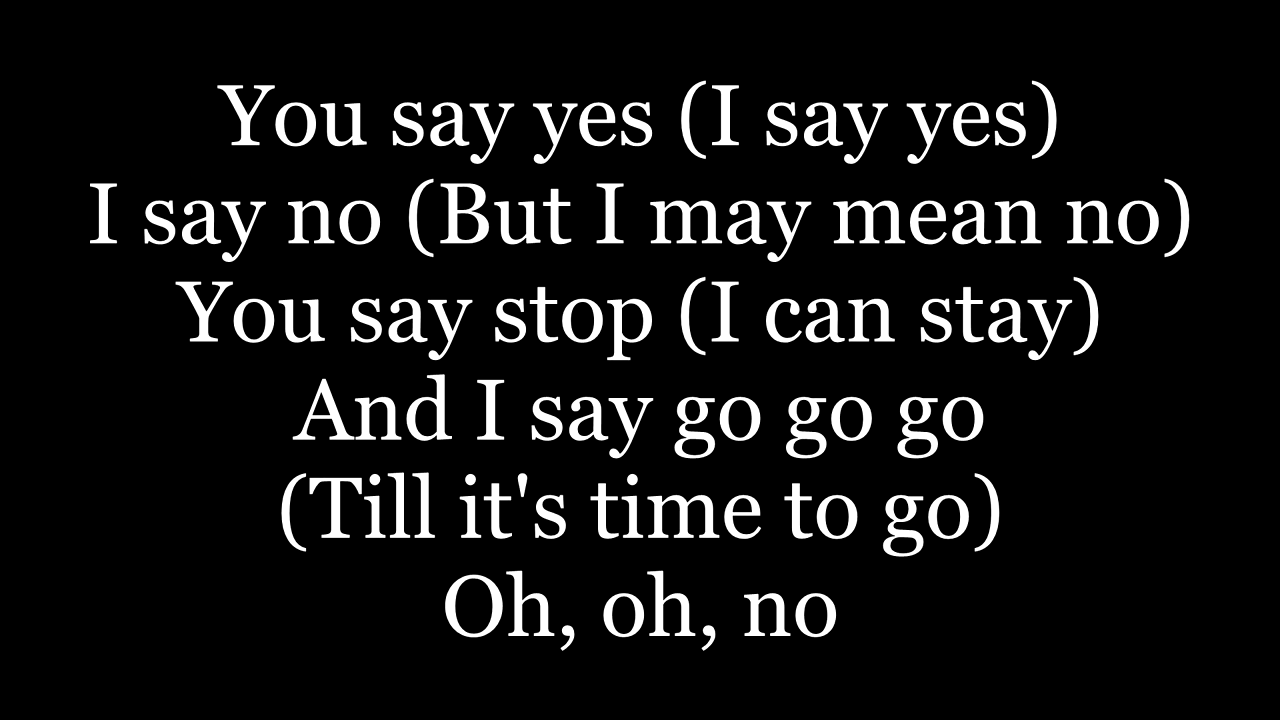 You say yes (I say yes)
I say no (But I may mean no)
You say stop (I can stay)
And I say go go go
(Till it's time to go)
Oh, oh, no